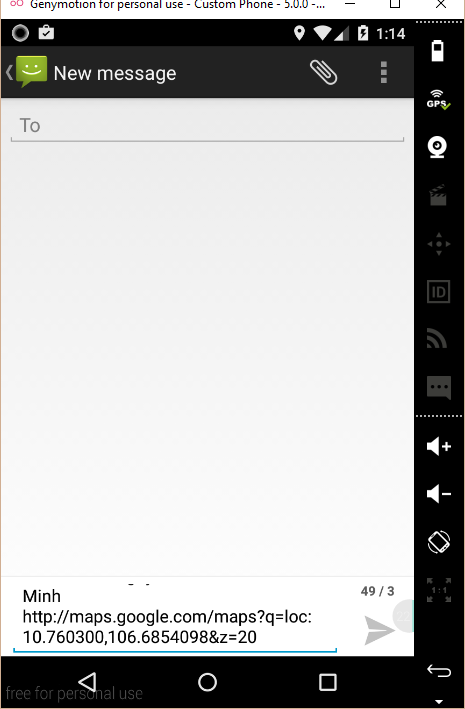 Genymotion for personal use - Custom Phone - 5.0.0 -...
1:14
New message
To
GPS
ID
49 / 3
Minh
http://maps.google.com/maps?q=loc:
10.760300,106.6854098&z=20
1:1
free for personal use